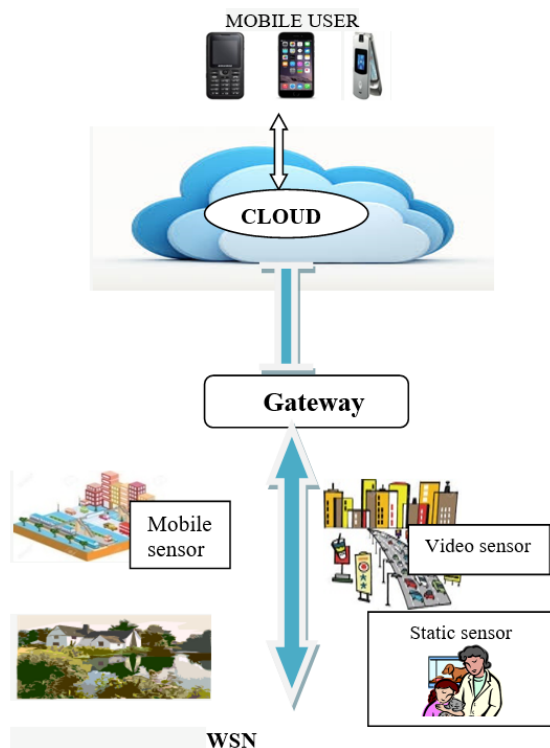 MOBILE USER
CLOUD
Gateway
Mobile
sensor
Video sensor
Static sensor
WSN